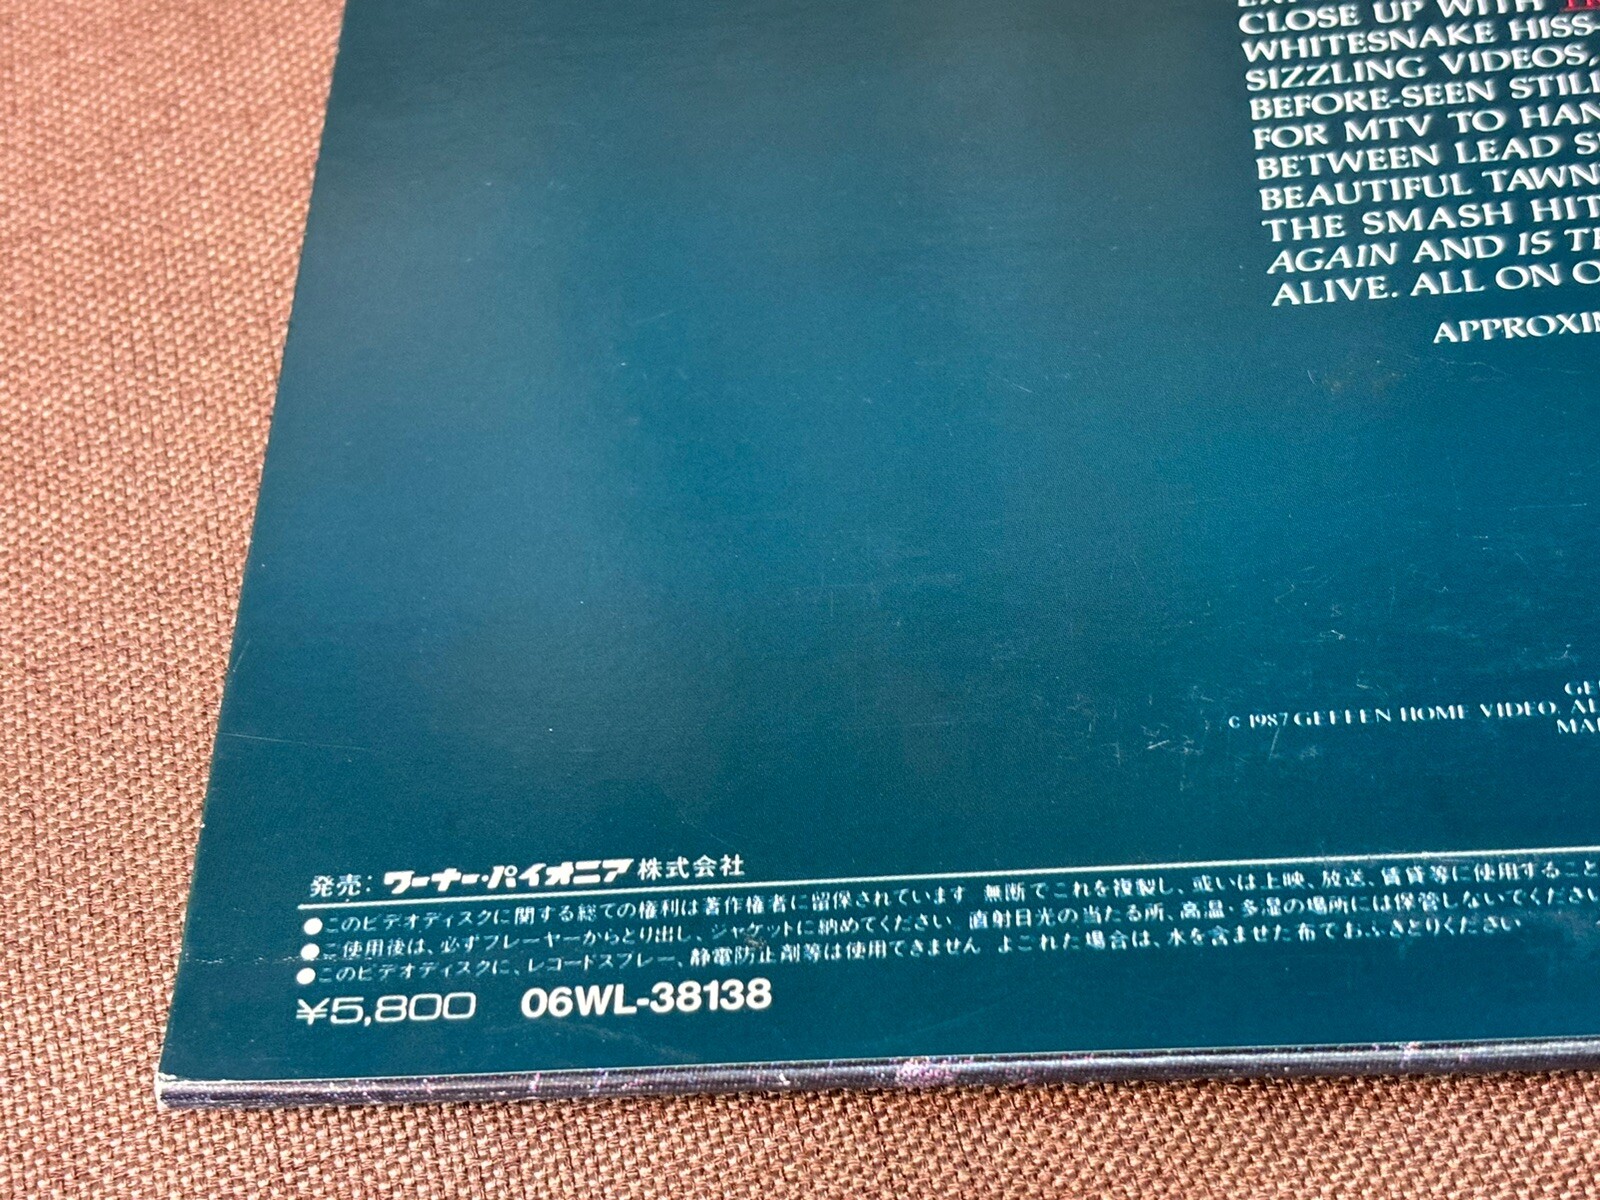 CLOSE UP WITH
WHITESNAKE HISS-
SIZZLING VIDEOS,
BEFORE-SEEN
FOR MTV TO
BETWEEN LEAD
BEAUTIFUL
THE SMASH HIT
AGAIN AND IS
ALIVE. ALL ON
© 1987 GEFFEN HOME VIDEO.
発売: ワーナー・パイオニア株式会社
●このビデオディスクに関する総ての権利は著作権者に留保されています 無断でこれを複製し、或いは上映、放送、賃貸等に使用すること
●ご使用後は、必ずプレーヤーからとり出し、ジャケットに納めてください 直射日光の当たる所、高温・多湿の場所には保管しないでください
●このビデオディスクに、レコードスプレー、静電防止剤等は使用できません よごれた場合は、水を含ませた布でおふきとりください
¥5,800 06WL-38138